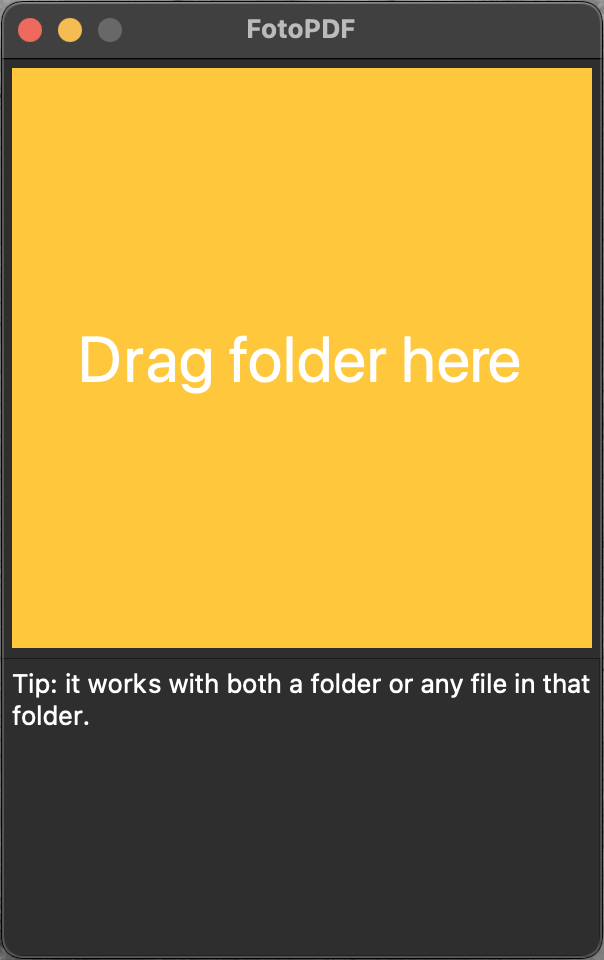 FotoPDF
Drag folder here
Tip: it works with both a folder or any file in that
folder.